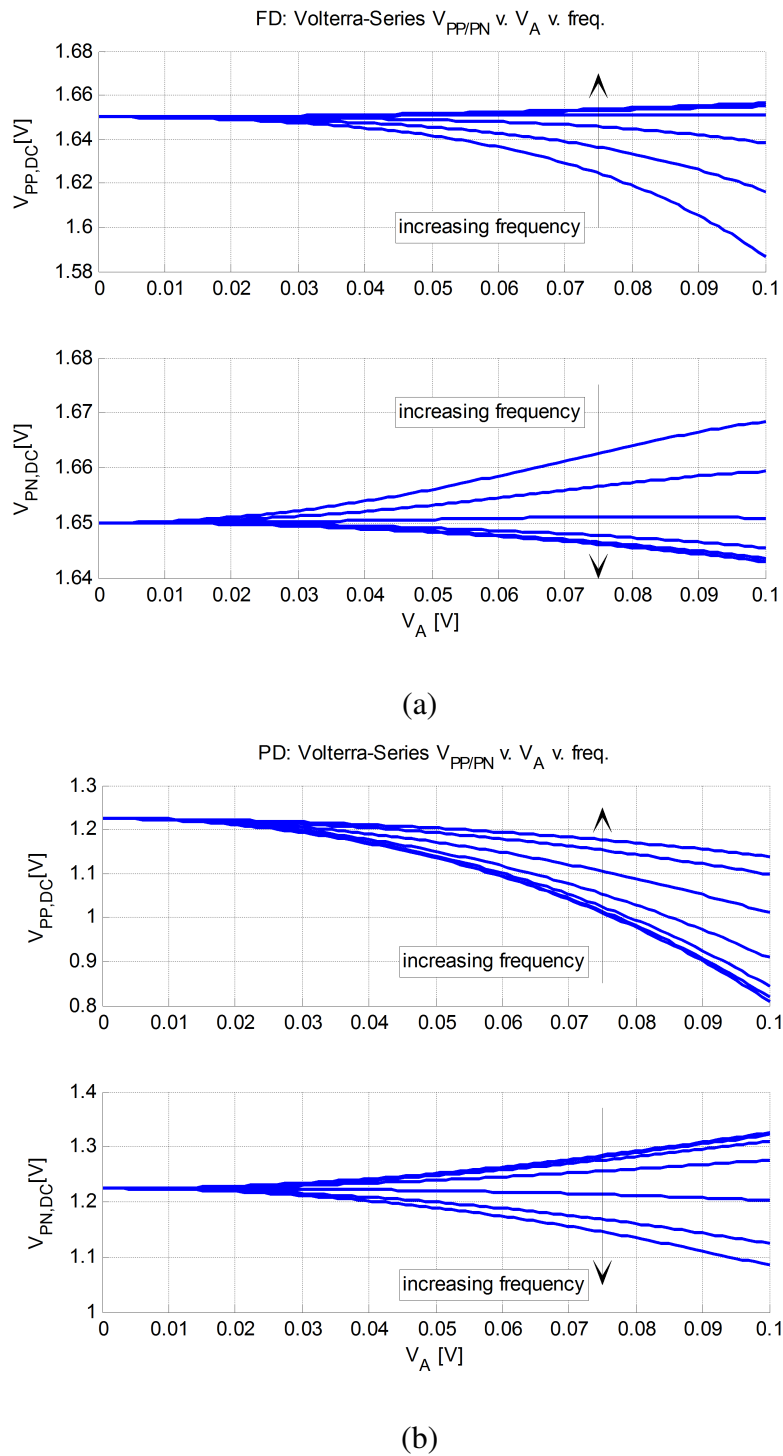 FD: Volterra-Series V_PP/PN v. V_A v. freq.
1.68
1.66
1.64
1.62
1.6
1.58
V_PP,DC[V]
increasing frequency
0 0.01 0.02 0.03 0.04 0.05 0.06 0.07 0.08 0.09 0.1
1.68
1.67
1.66
1.65
1.64
V_PN,DC[V]
increasing frequency
0 0.01 0.02 0.03 0.04 0.05 0.06 0.07 0.08 0.09 0.1
V_A [V]
(a)
PD: Volterra-Series V_PP/PN v. V_A v. freq.
1.3
1.2
1.1
1
0.9
0.8
V_PP,DC[V]
increasing frequency
0 0.01 0.02 0.03 0.04 0.05 0.06 0.07 0.08 0.09 0.1
1.4
1.3
1.2
1.1
1
V_PN,DC[V]
increasing frequency
0 0.01 0.02 0.03 0.04 0.05 0.06 0.07 0.08 0.09 0.1
V_A [V]
(b)